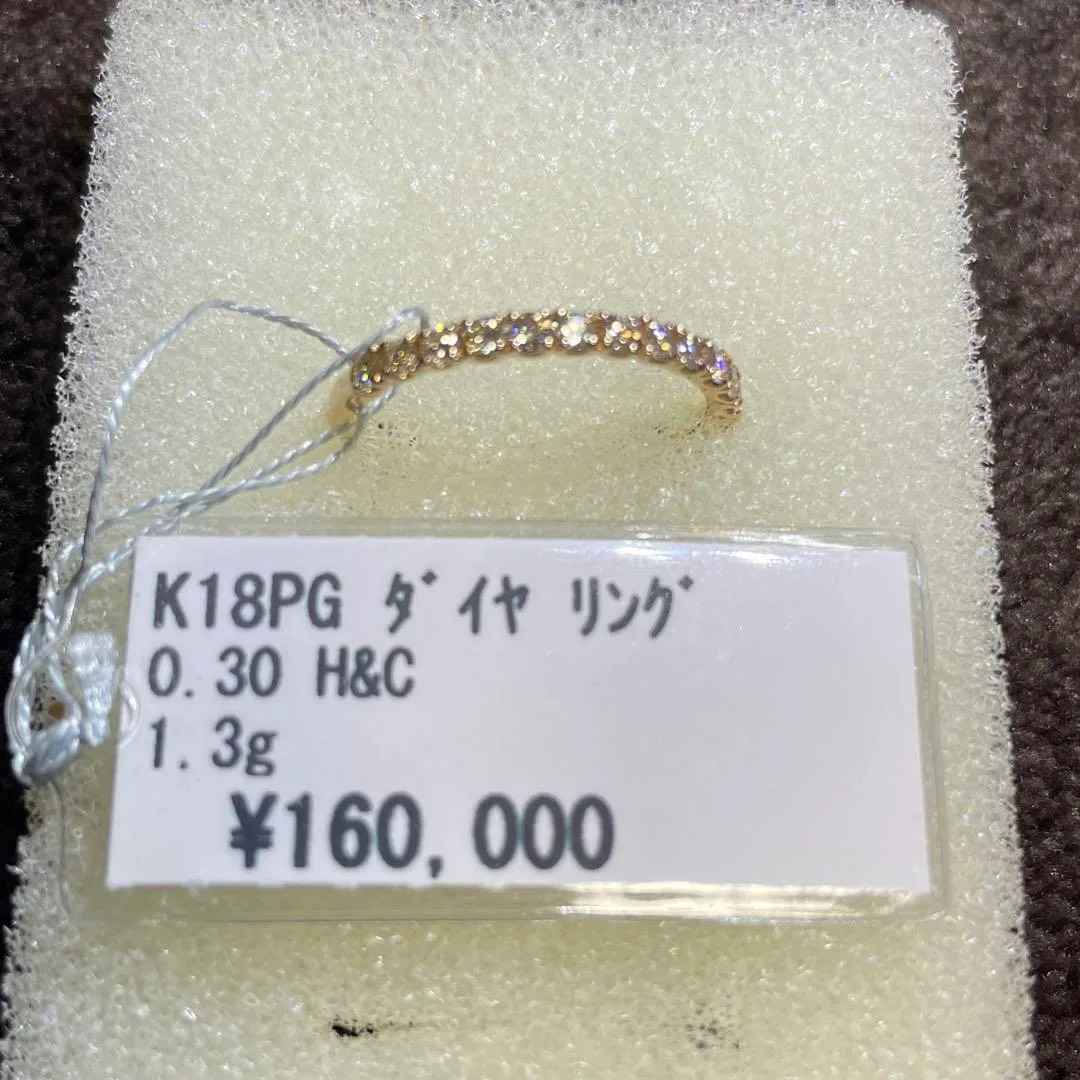 K18PG ﾀﾞｲﾔ ﾘﾝｸﾞ
0.30 H&C
1.3g
¥160,000